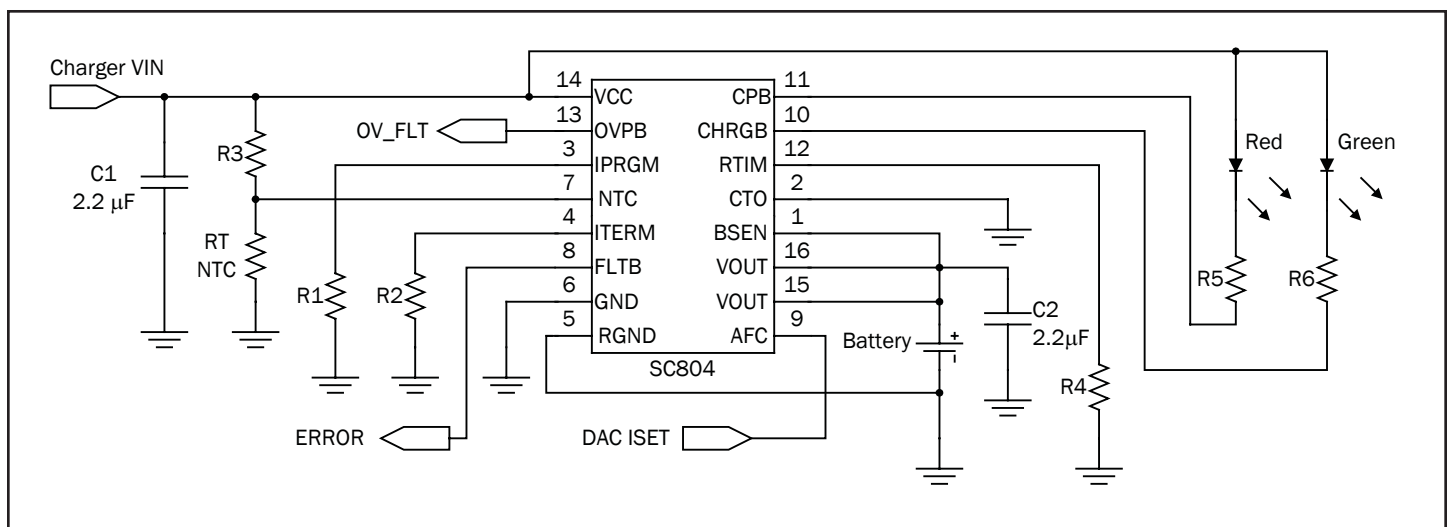 Charger VIN
C1
2.2 μF
R3
RT
NTC
OV_FLT
R1
R2
ERROR
14
13
3
7
4
8
6
5
VCC
OVPB
IPRGM
NTC
ITERM
FLTB
GND
RGND
CPB
CHRGB
RTIM
CTO
BSEN
VOUT
VOUT
AFC
SC804
11
10
12
2
1
16
15
9
DAC ISET
Battery
+
-
C2
2.2μF
R4
Red
Green
R5
R6